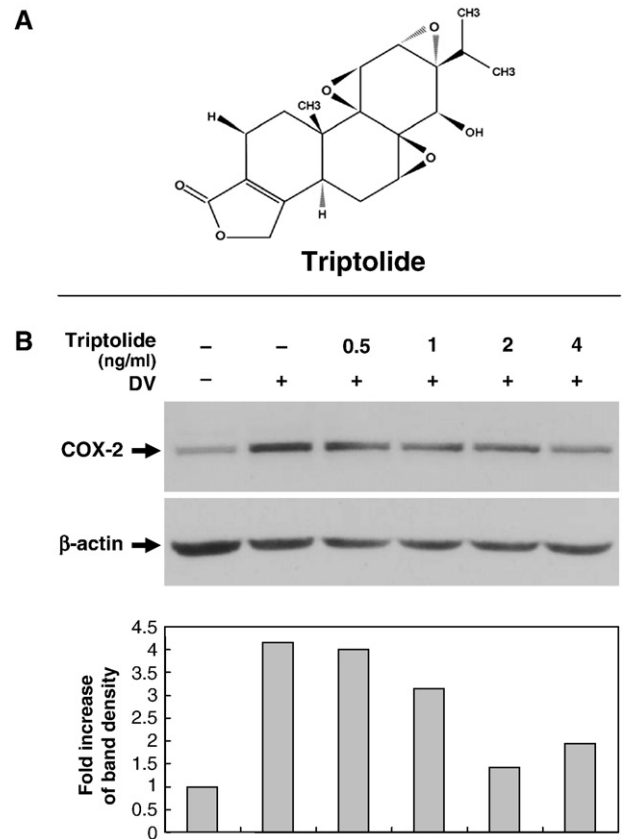 A
CH3
O
CH3
O
CH3
H
OH
O
O
H
O
Triptolide
B
Triptolide – – 0.5 1 2 4
(ng/ml)
DV – + + + + +
COX-2
β-actin
Fold increase
of band density
4.5
4
3.5
3
2.5
2
1.5
1
0.5
0